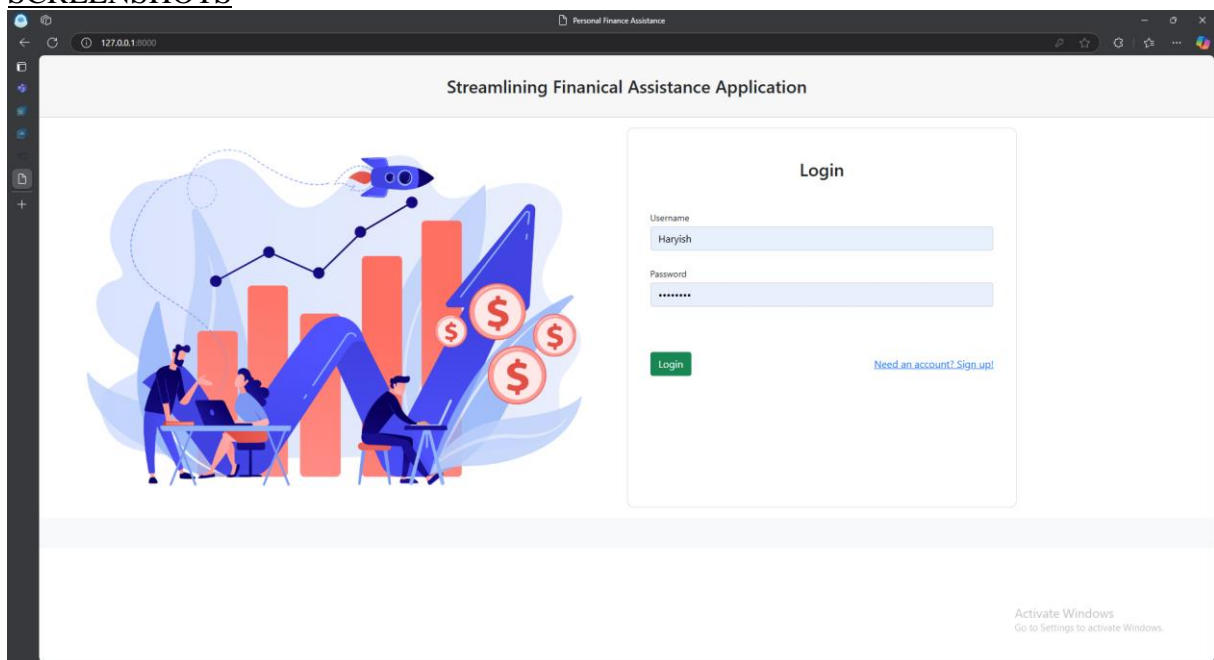 SCREENSHOTS
Personal Finance Assistance
127.0.0.1:8000
Streamlining Finanical Assistance Application
Login
Username
Haryish
Password
••••••••
Login Need an account? Sign up!
$ $ $ $
Activate Windows
Go to Settings to activate Windows.